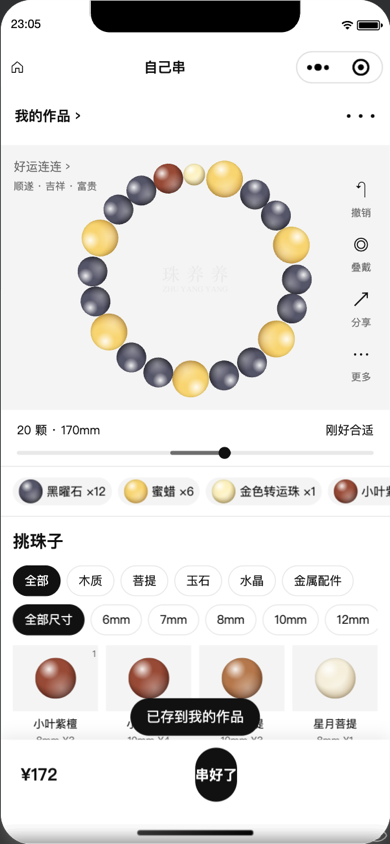 23:05
自己串
我的作品 ›
好运连连 ›
顺遂 · 吉祥 · 富贵
撤销
叠戴
分享
更多
珠养养
20 颗 · 170mm
刚好合适
黑曜石 ×12
蜜蜡 ×6
金色转运珠 ×1
小叶
挑珠子
全部
木质
菩提
玉石
水晶
金属配件
全部尺寸
6mm
7mm
8mm
10mm
12mm
1
小叶紫檀
星月菩提
已存到我的作品
¥172
串好了